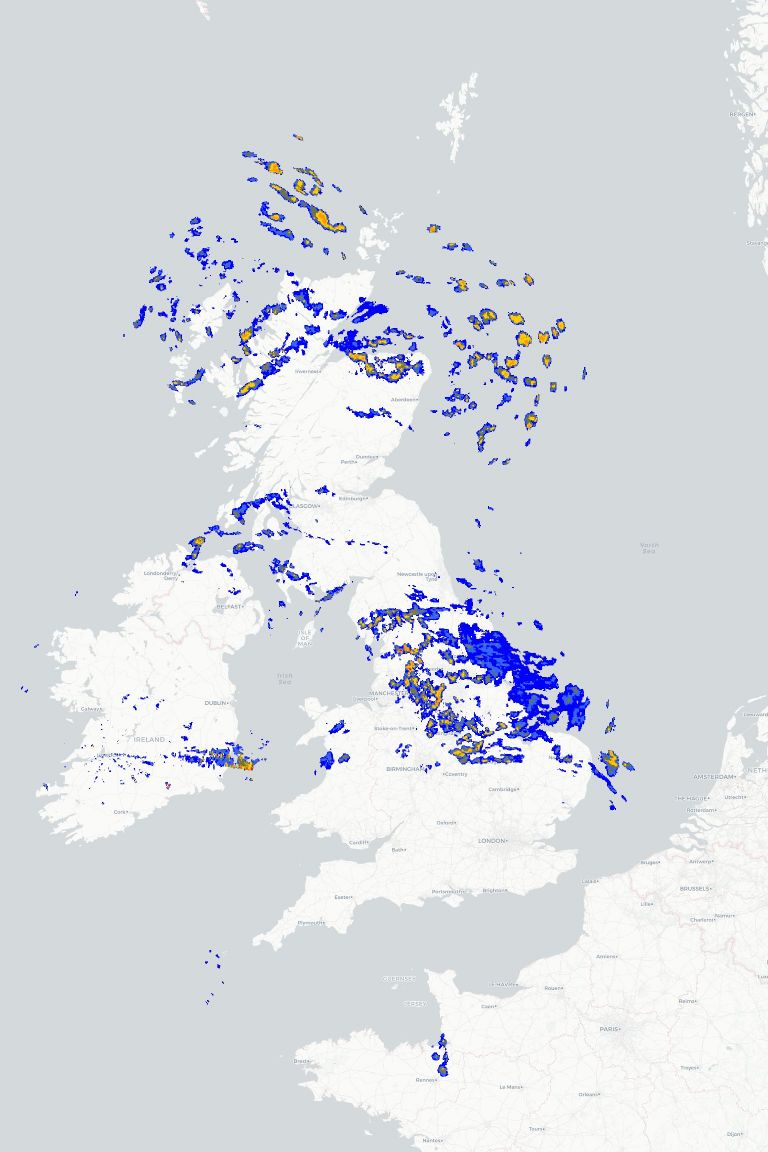 BERGEN
Stavanger
Inverness
Aberdeen
Dundee
Perth
Edinburgh
GLASGOW
North
Sea
Londonderry/
Derry
Newcastle upon
Tyne
BELFAST
ISLE
OF
MAN
Irish
Sea
MANCHESTER
Liverpool
DUBLIN
Galway
Stoke-on-Trent
IRELAND
BIRMINGHAM
Coventry
AMSTERDAM
NETH
Leeuward
Cambridge
THE HAGUE
Utrecht
Rotterdam
Cork
Oxford
LONDON
Cardiff
Bath
Bruges
Antwerp
Calais
BRUSSELS
Exeter
Portsmouth
Brighton
Lille
Charleroi
Namur
Plymouth
Amiens
GUERNSEY
LE HAVRE
Rouen
JERSEY
Caen
Reims
PARIS
Brest
Troyes
Rennes
Le Mans
Orléans
Tours
Nantes
Dijon